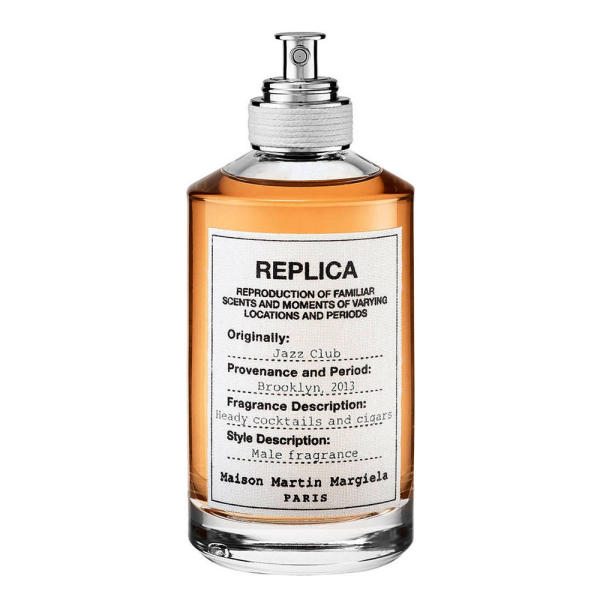 REPLICA
REPRODUCTION OF FAMILIAR
SCENTS AND MOMENTS OF VARYING
LOCATIONS AND PERIODS
Originally:
Jazz Club
Provenance and Period:
Brooklyn, 2013
Fragrance Description:
Heady cocktails and cigars
Style Description:
Male fragrance
Maison Martin Margiela
PARIS